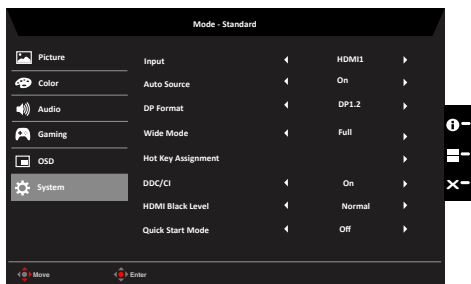 Mode - Standard
Picture
Color
Audio
Gaming
OSD
System
Input HDMI1
Auto Source On
DP Format DP1.2
Wide Mode Full
Hot Key Assignment
DDC/CI On
HDMI Black Level Normal
Quick Start Mode Off
Move Enter